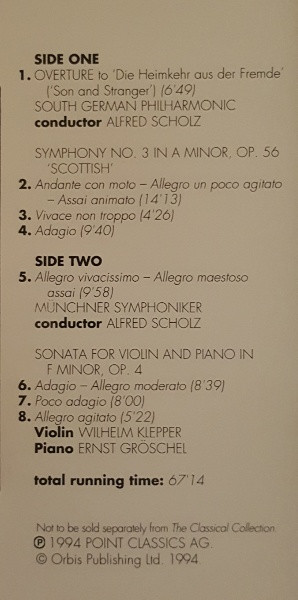 SIDE ONE
1. OVERTURE to 'Die Heimkehr aus der Fremde'
('Son and Stranger') (6'49)
SOUTH GERMAN PHILHARMONIC
conductor ALFRED SCHOLZ
SYMPHONY NO. 3 IN A MINOR, OP. 56
'SCOTTISH'
2. Andante con moto – Allegro un poco agitato
– Assai animato (14'13)
3. Vivace non troppo (4'26)
4. Adagio (9'40)
SIDE TWO
5. Allegro vivacissimo – Allegro maestoso
assai (9'58)
MÜNCHNER SYMPHONIKER
conductor ALFRED SCHOLZ
SONATA FOR VIOLIN AND PIANO IN
F MINOR, OP. 4
6. Adagio – Allegro moderato (8'39)
7. Poco adagio (8'00)
8. Allegro agitato (5'22)
Violin WILHELM KLEPPER
Piano ERNST GRÖSCHEL
total running time: 67'14
Not to be sold separately from The Classical Collection.
℗ 1994 POINT CLASSICS AG.
© Orbis Publishing Ltd. 1994.